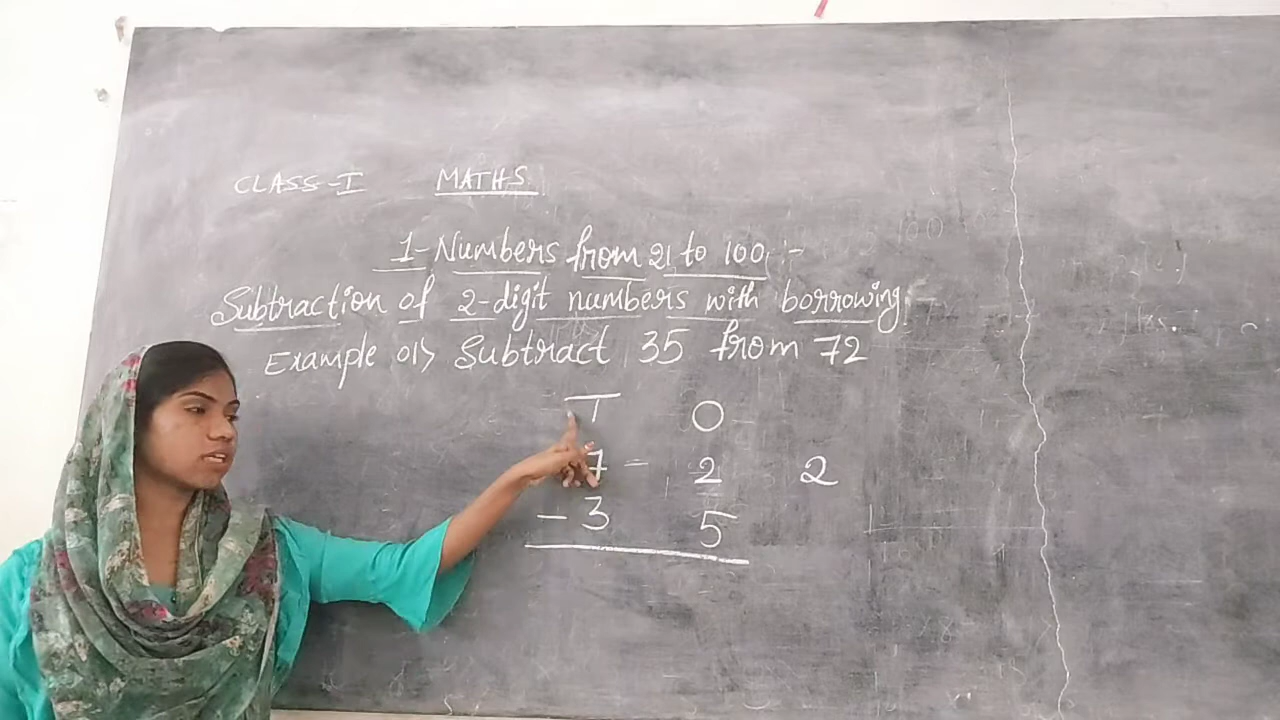 CLASS-I MATHS
1-Numbers from 21 to 100:-
Subtraction of 2-digit numbers with borrowing:-
Example 01> Subtract 35 from 72
T O
7 - 2 2
- 3 5